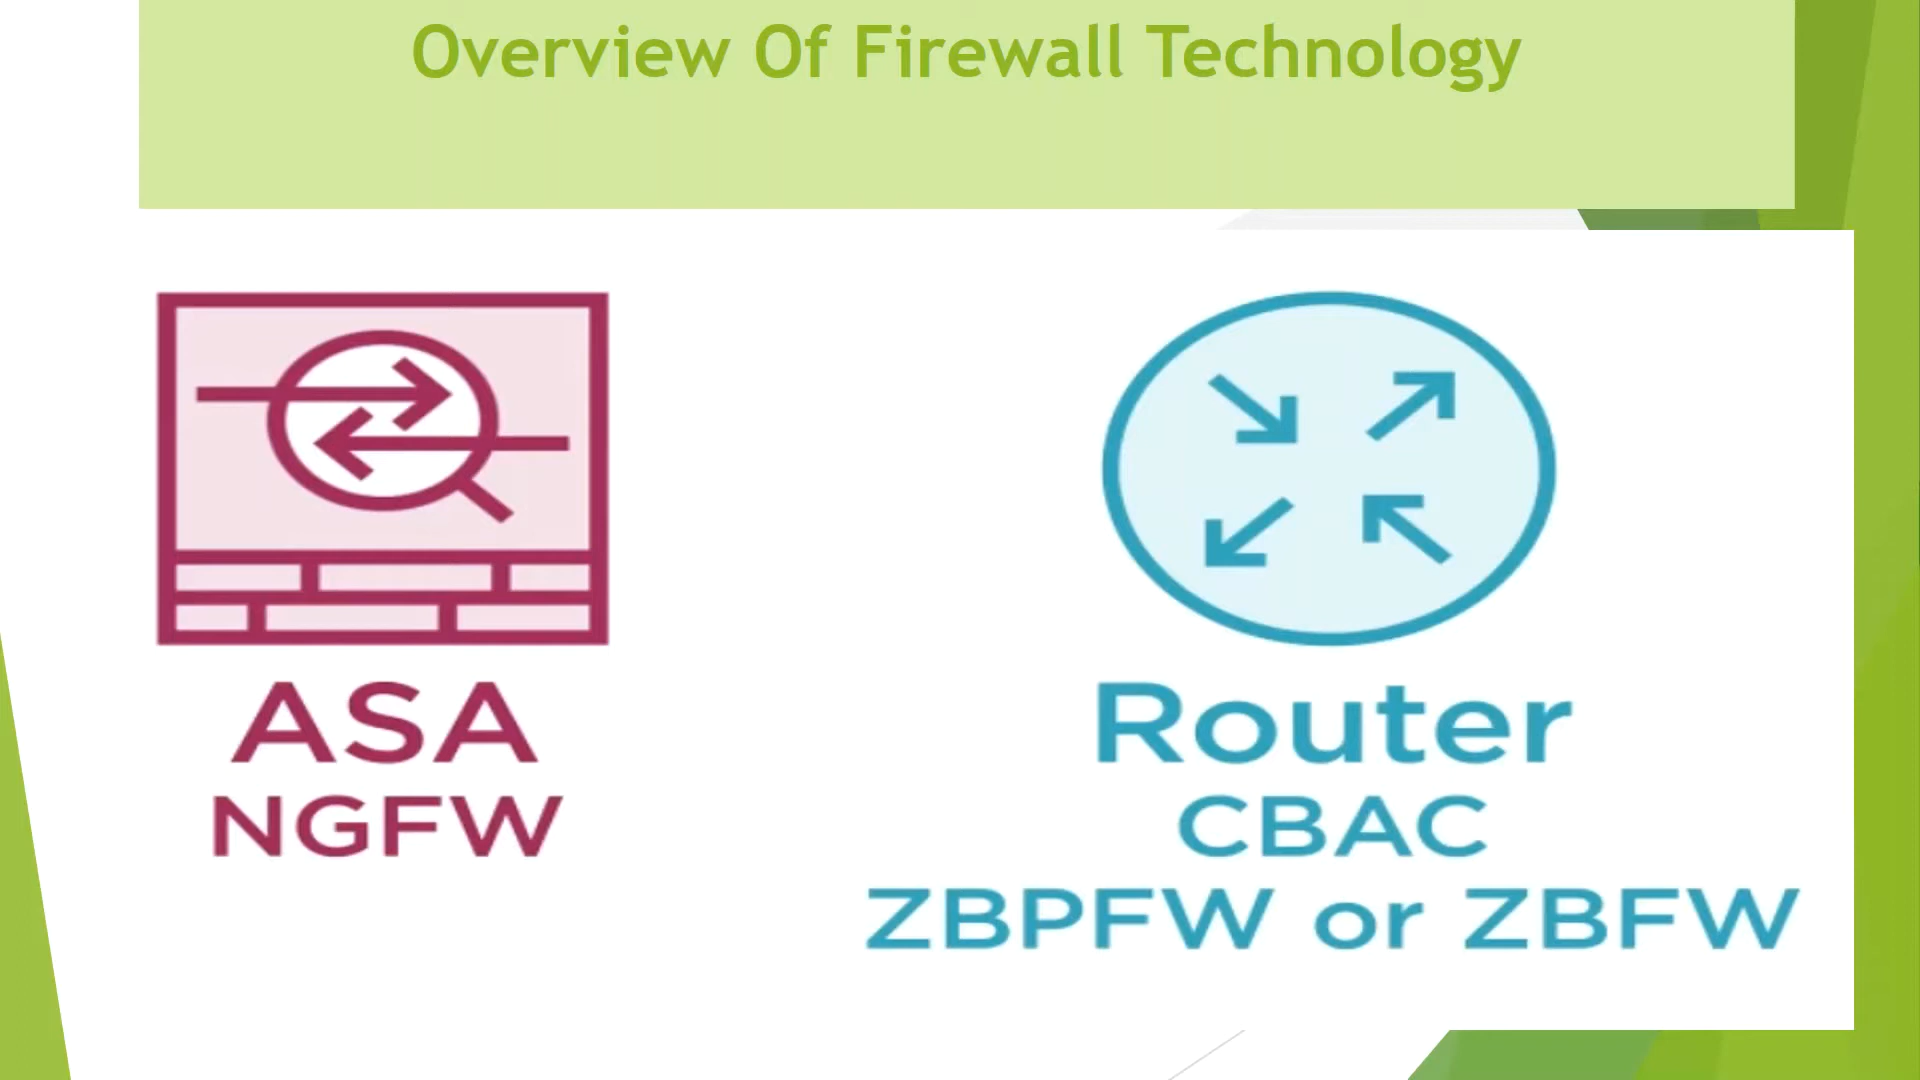 Overview Of Firewall Technology
ASA
NGFW
Router
CBAC
ZBPFW or ZBFW